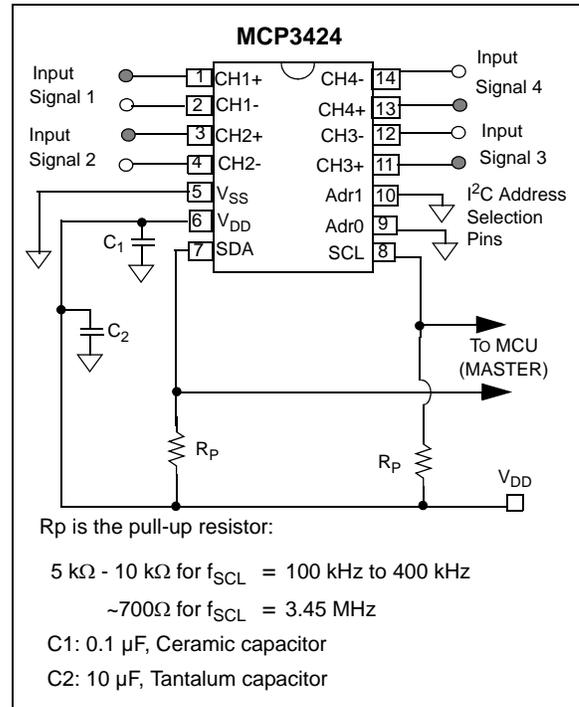 MCP3424
Input
Signal 1
Input
Signal 2
1
2
3
4
5
6
7
CH1+
CH1-
CH2+
CH2-
VSS
VDD
SDA
CH4-
CH4+
CH3-
CH3+
Adr1
Adr0
SCL
14
13
12
11
10
9
8
Input
Signal 4
Input
Signal 3
I²C Address
Selection
Pins
C1
C2
TO MCU
(MASTER)
RP
RP
VDD
Rp is the pull-up resistor:
5 kΩ - 10 kΩ for fSCL = 100 kHz to 400 kHz
~700Ω for fSCL = 3.45 MHz
C1: 0.1 µF, Ceramic capacitor
C2: 10 µF, Tantalum capacitor